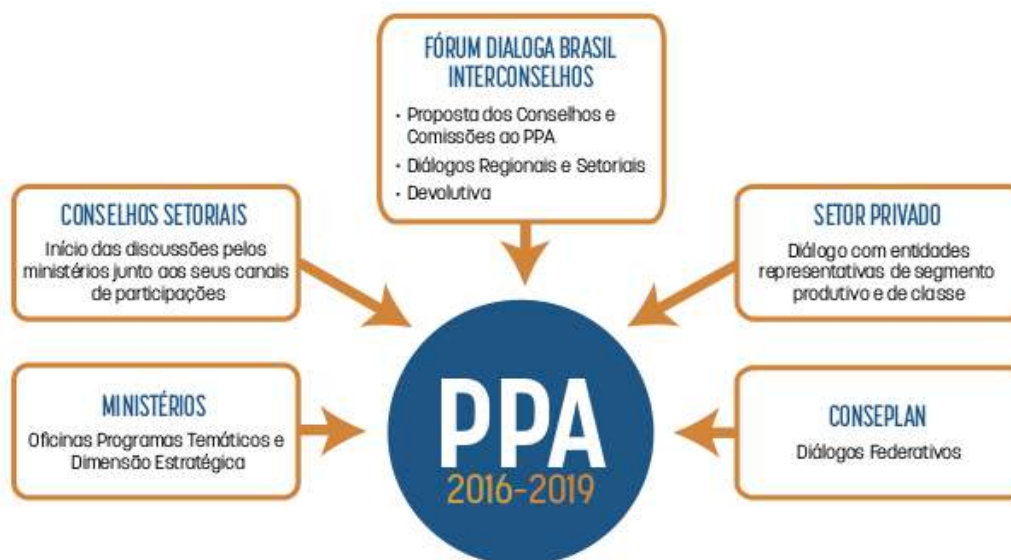 FÓRUM DIALOGA BRASIL
INTERCONSELHOS
• Proposta dos Conselhos e
Comissões ao PPA
• Diálogos Regionais e Setoriais
• Devolutiva
CONSELHOS SETORIAIS
Início das discussões pelos
ministérios junto aos seus canais
de participações
SETOR PRIVADO
Diálogo com entidades
representativas de segmento
produtivo e de classe
MINISTÉRIOS
Oficinas Programas Temáticos e
Dimensão Estratégica
PPA
2016-2019
CONSEPLAN
Diálogos Federativos